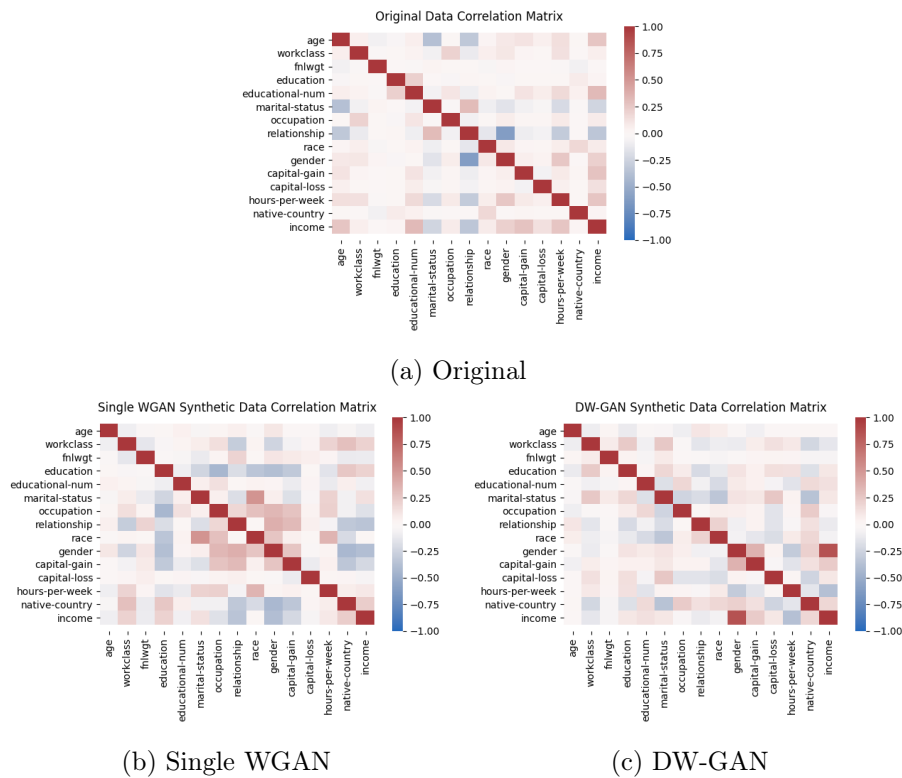 Original Data Correlation Matrix
age
workclass
fnlwgt
education
educational-num
marital-status
occupation
relationship
race
gender
capital-gain
capital-loss
hours-per-week
native-country
income
1.00
0.75
0.50
0.25
0.00
−0.25
−0.50
−0.75
−1.00
age
workclass
fnlwgt
education
educational-num
marital-status
occupation
relationship
race
gender
capital-gain
capital-loss
hours-per-week
native-country
income
(a) Original
Single WGAN Synthetic Data Correlation Matrix
age
workclass
fnlwgt
education
educational-num
marital-status
occupation
relationship
race
gender
capital-gain
capital-loss
hours-per-week
native-country
income
1.00
0.75
0.50
0.25
0.00
−0.25
−0.50
−0.75
−1.00
age
workclass
fnlwgt
education
educational-num
marital-status
occupation
relationship
race
gender
capital-gain
capital-loss
hours-per-week
native-country
income
(b) Single WGAN
DW-GAN Synthetic Data Correlation Matrix
age
workclass
fnlwgt
education
educational-num
marital-status
occupation
relationship
race
gender
capital-gain
capital-loss
hours-per-week
native-country
income
1.00
0.75
0.50
0.25
0.00
−0.25
−0.50
−0.75
−1.00
age
workclass
fnlwgt
education
educational-num
marital-status
occupation
relationship
race
gender
capital-gain
capital-loss
hours-per-week
native-country
income
(c) DW-GAN